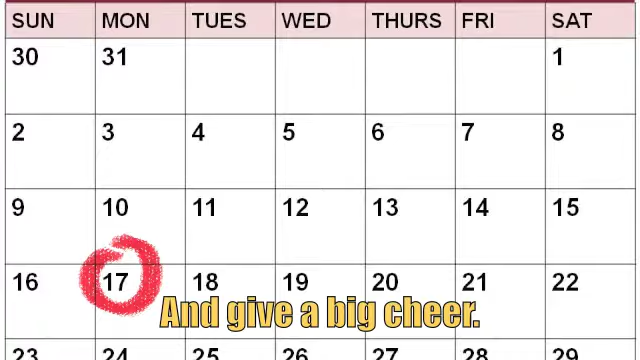 SUN MON TUES WED THURS FRI SAT
30 31 1
2 3 4 5 6 7 8
9 10 11 12 13 14 15
16 17 18 19 20 21 22
And give a big cheer.
23 24 25 26 27 28 29